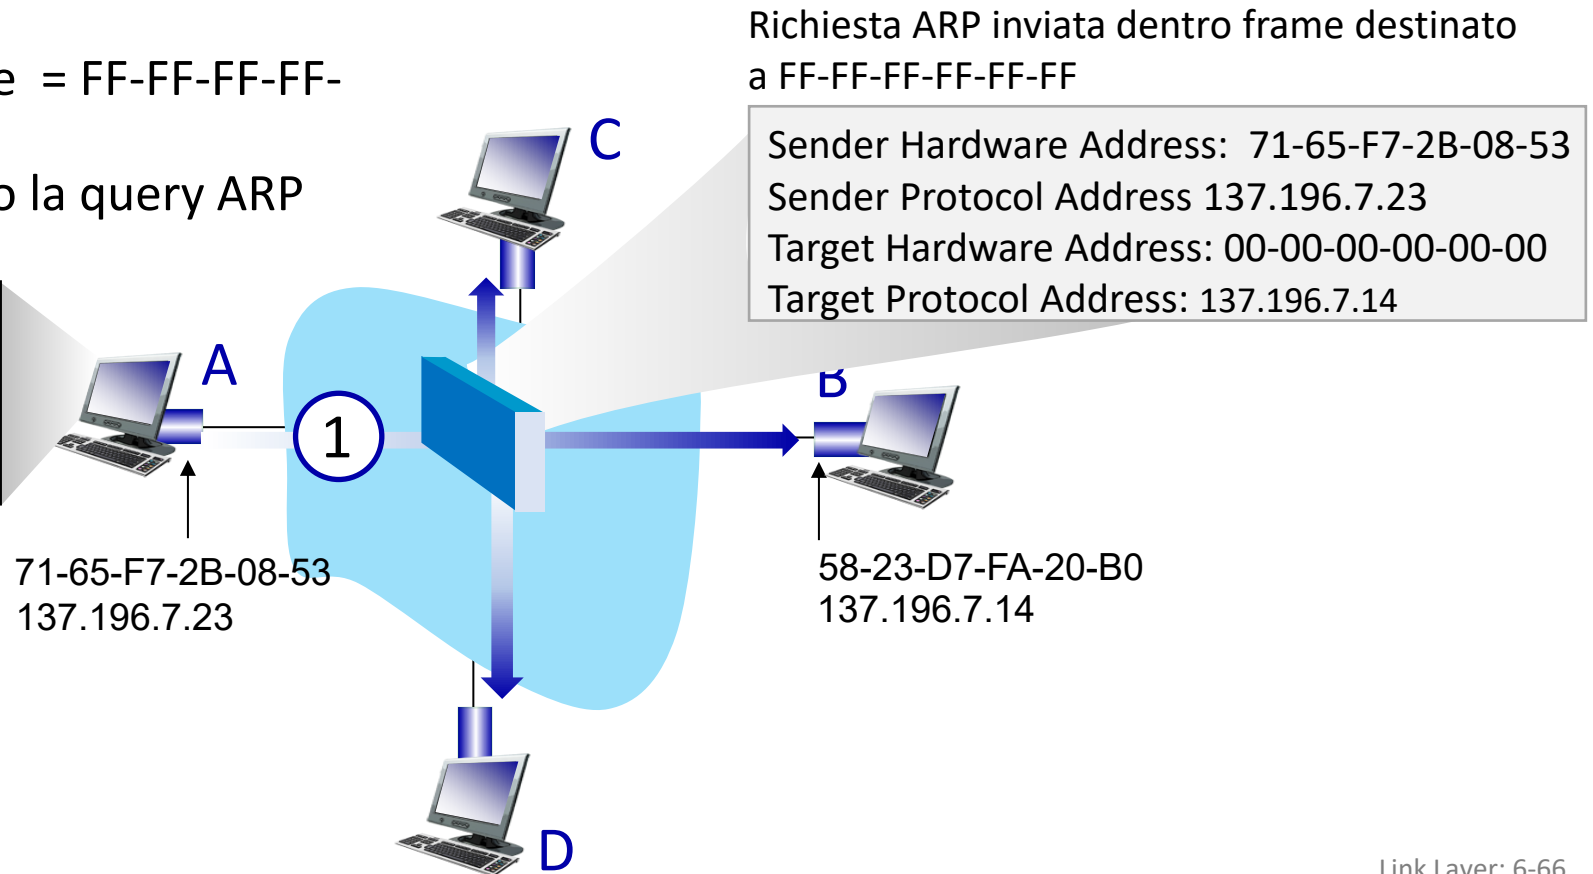 e = FF-FF-FF-FF-
o la query ARP
Richiesta ARP inviata dentro frame destinato
a FF-FF-FF-FF-FF-FF
Sender Hardware Address: 71-65-F7-2B-08-53
Sender Protocol Address 137.196.7.23
Target Hardware Address: 00-00-00-00-00-00
Target Protocol Address: 137.196.7.14
C
A
B
1
71-65-F7-2B-08-53
137.196.7.23
58-23-D7-FA-20-B0
137.196.7.14
D
Link Layer: 6-66